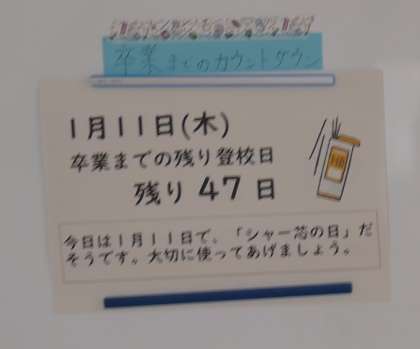 卒業までのカウントダウン
1月11日(木)
卒業までの残り登校日
残り 47 日
今日は1月11日で、「シャー芯の日」だ
そうです。大切に使ってあげましょう。